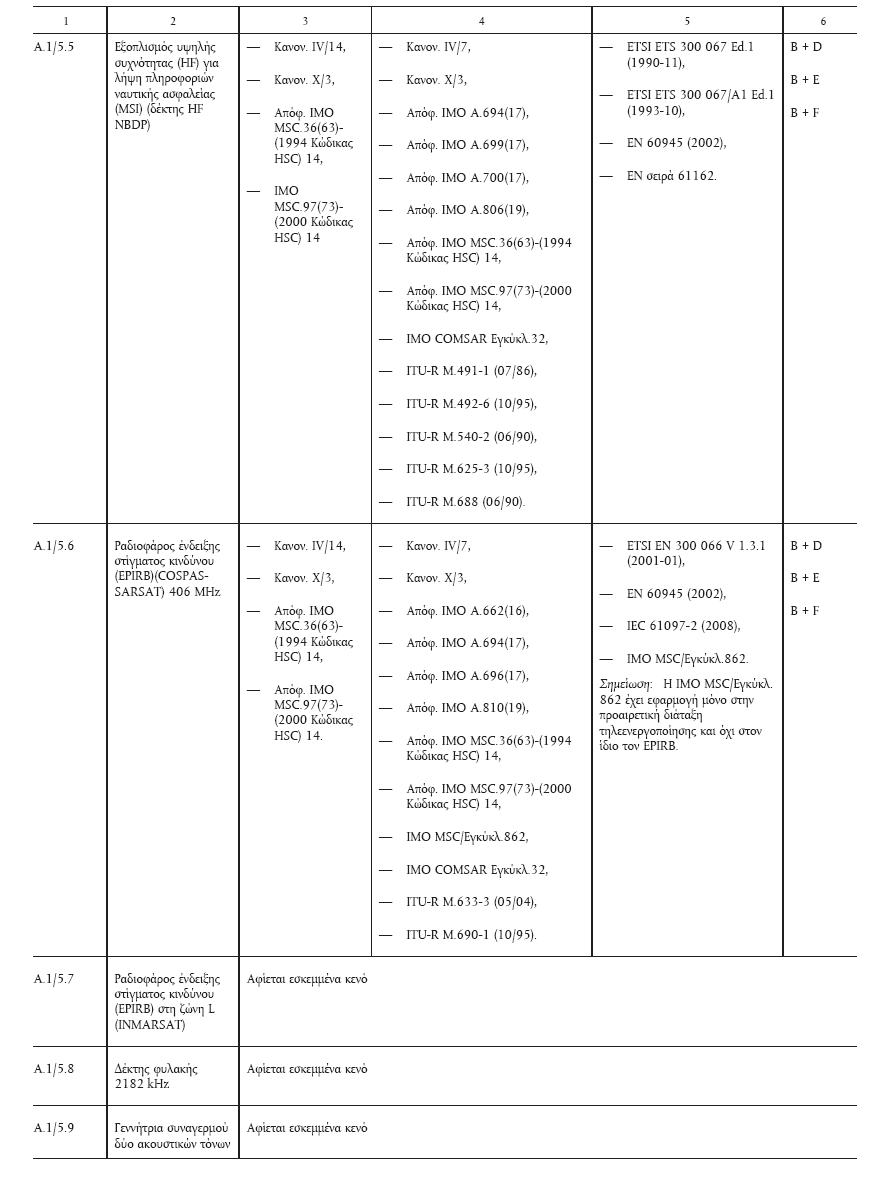 1 2 3 4 5 6
A.1/5.5
Εξοπλισμός υψηλής
συχνότητας (HF) για
λήψη πληροφοριών
ναυτικής ασφαλείας
(MSI) (δέκτης HF
NBDP)
— Κανον. IV/14,
— Κανον. X/3,
— Απόφ. IMO
MSC.36(63)-
(1994 Κώδικας
HSC) 14,
— IMO
MSC.97(73)-
(2000 Κώδικας
HSC) 14
— Κανον. IV/7,
— Κανον. X/3,
— Απόφ. IMO A.694(17),
— Απόφ. IMO A.699(17),
— Απόφ. IMO A.700(17),
— Απόφ. IMO A.806(19),
— Απόφ. IMO MSC.36(63)-(1994
Κώδικας HSC) 14,
— Απόφ. IMO MSC.97(73)-(2000
Κώδικας HSC) 14,
— IMO COMSAR Εγκύκλ.32,
— ITU-R M.491-1 (07/86),
— ITU-R M.492-6 (10/95),
— ITU-R M.540-2 (06/90),
— ITU-R M.625-3 (10/95),
— ITU-R M.688 (06/90).
— ETSI ETS 300 067 Ed.1
(1990-11),
— ETSI ETS 300 067/A1 Ed.1
(1993-10),
— EN 60945 (2002),
— EN σειρά 61162.
B + D
B + E
B + F
A.1/5.6
Ραδιοφάρος ένδειξης
στίγματος κινδύνου
(EPIRB)(COSPAS-
SARSAT) 406 MHz
— Κανον. IV/14,
— Κανον. X/3,
— Απόφ. IMO
MSC.36(63)-
(1994 Κώδικας
HSC) 14,
— Απόφ. IMO
MSC.97(73)-
(2000 Κώδικας
HSC) 14.
— Κανον. IV/7,
— Κανον. X/3,
— Απόφ. IMO A.662(16),
— Απόφ. IMO A.694(17),
— Απόφ. IMO A.696(17),
— Απόφ. IMO A.810(19),
— Απόφ. IMO MSC.36(63)-(1994
Κώδικας HSC) 14,
— Απόφ. IMO MSC.97(73)-(2000
Κώδικας HSC) 14,
— IMO MSC/Εγκύκλ.862,
— IMO COMSAR Εγκύκλ.32,
— ITU-R M.633-3 (05/04),
— ITU-R M.690-1 (10/95).
— ETSI EN 300 066 V 1.3.1
(2001-01),
— EN 60945 (2002),
— IEC 61097-2 (2008),
— IMO MSC/Εγκύκλ.862.
Σημείωση: Η IMO MSC/Εγκύκλ.
862 έχει εφαρμογή μόνο στην
προαιρετική διάταξη
τηλεενεργοποίησης και όχι στον
ίδιο τον EPIRB.
B + D
B + E
B + F
A.1/5.7
Ραδιοφάρος ένδειξης
στίγματος κινδύνου
(EPIRB) στη ζώνη L
(INMARSAT)
Αφίεται εσκεμμένα κενό
A.1/5.8
Δέκτης φυλακής
2182 kHz
Αφίεται εσκεμμένα κενό
A.1/5.9
Γεννήτρια συναγερμού
δύο ακουστικών τόνων
Αφίεται εσκεμμένα κενό